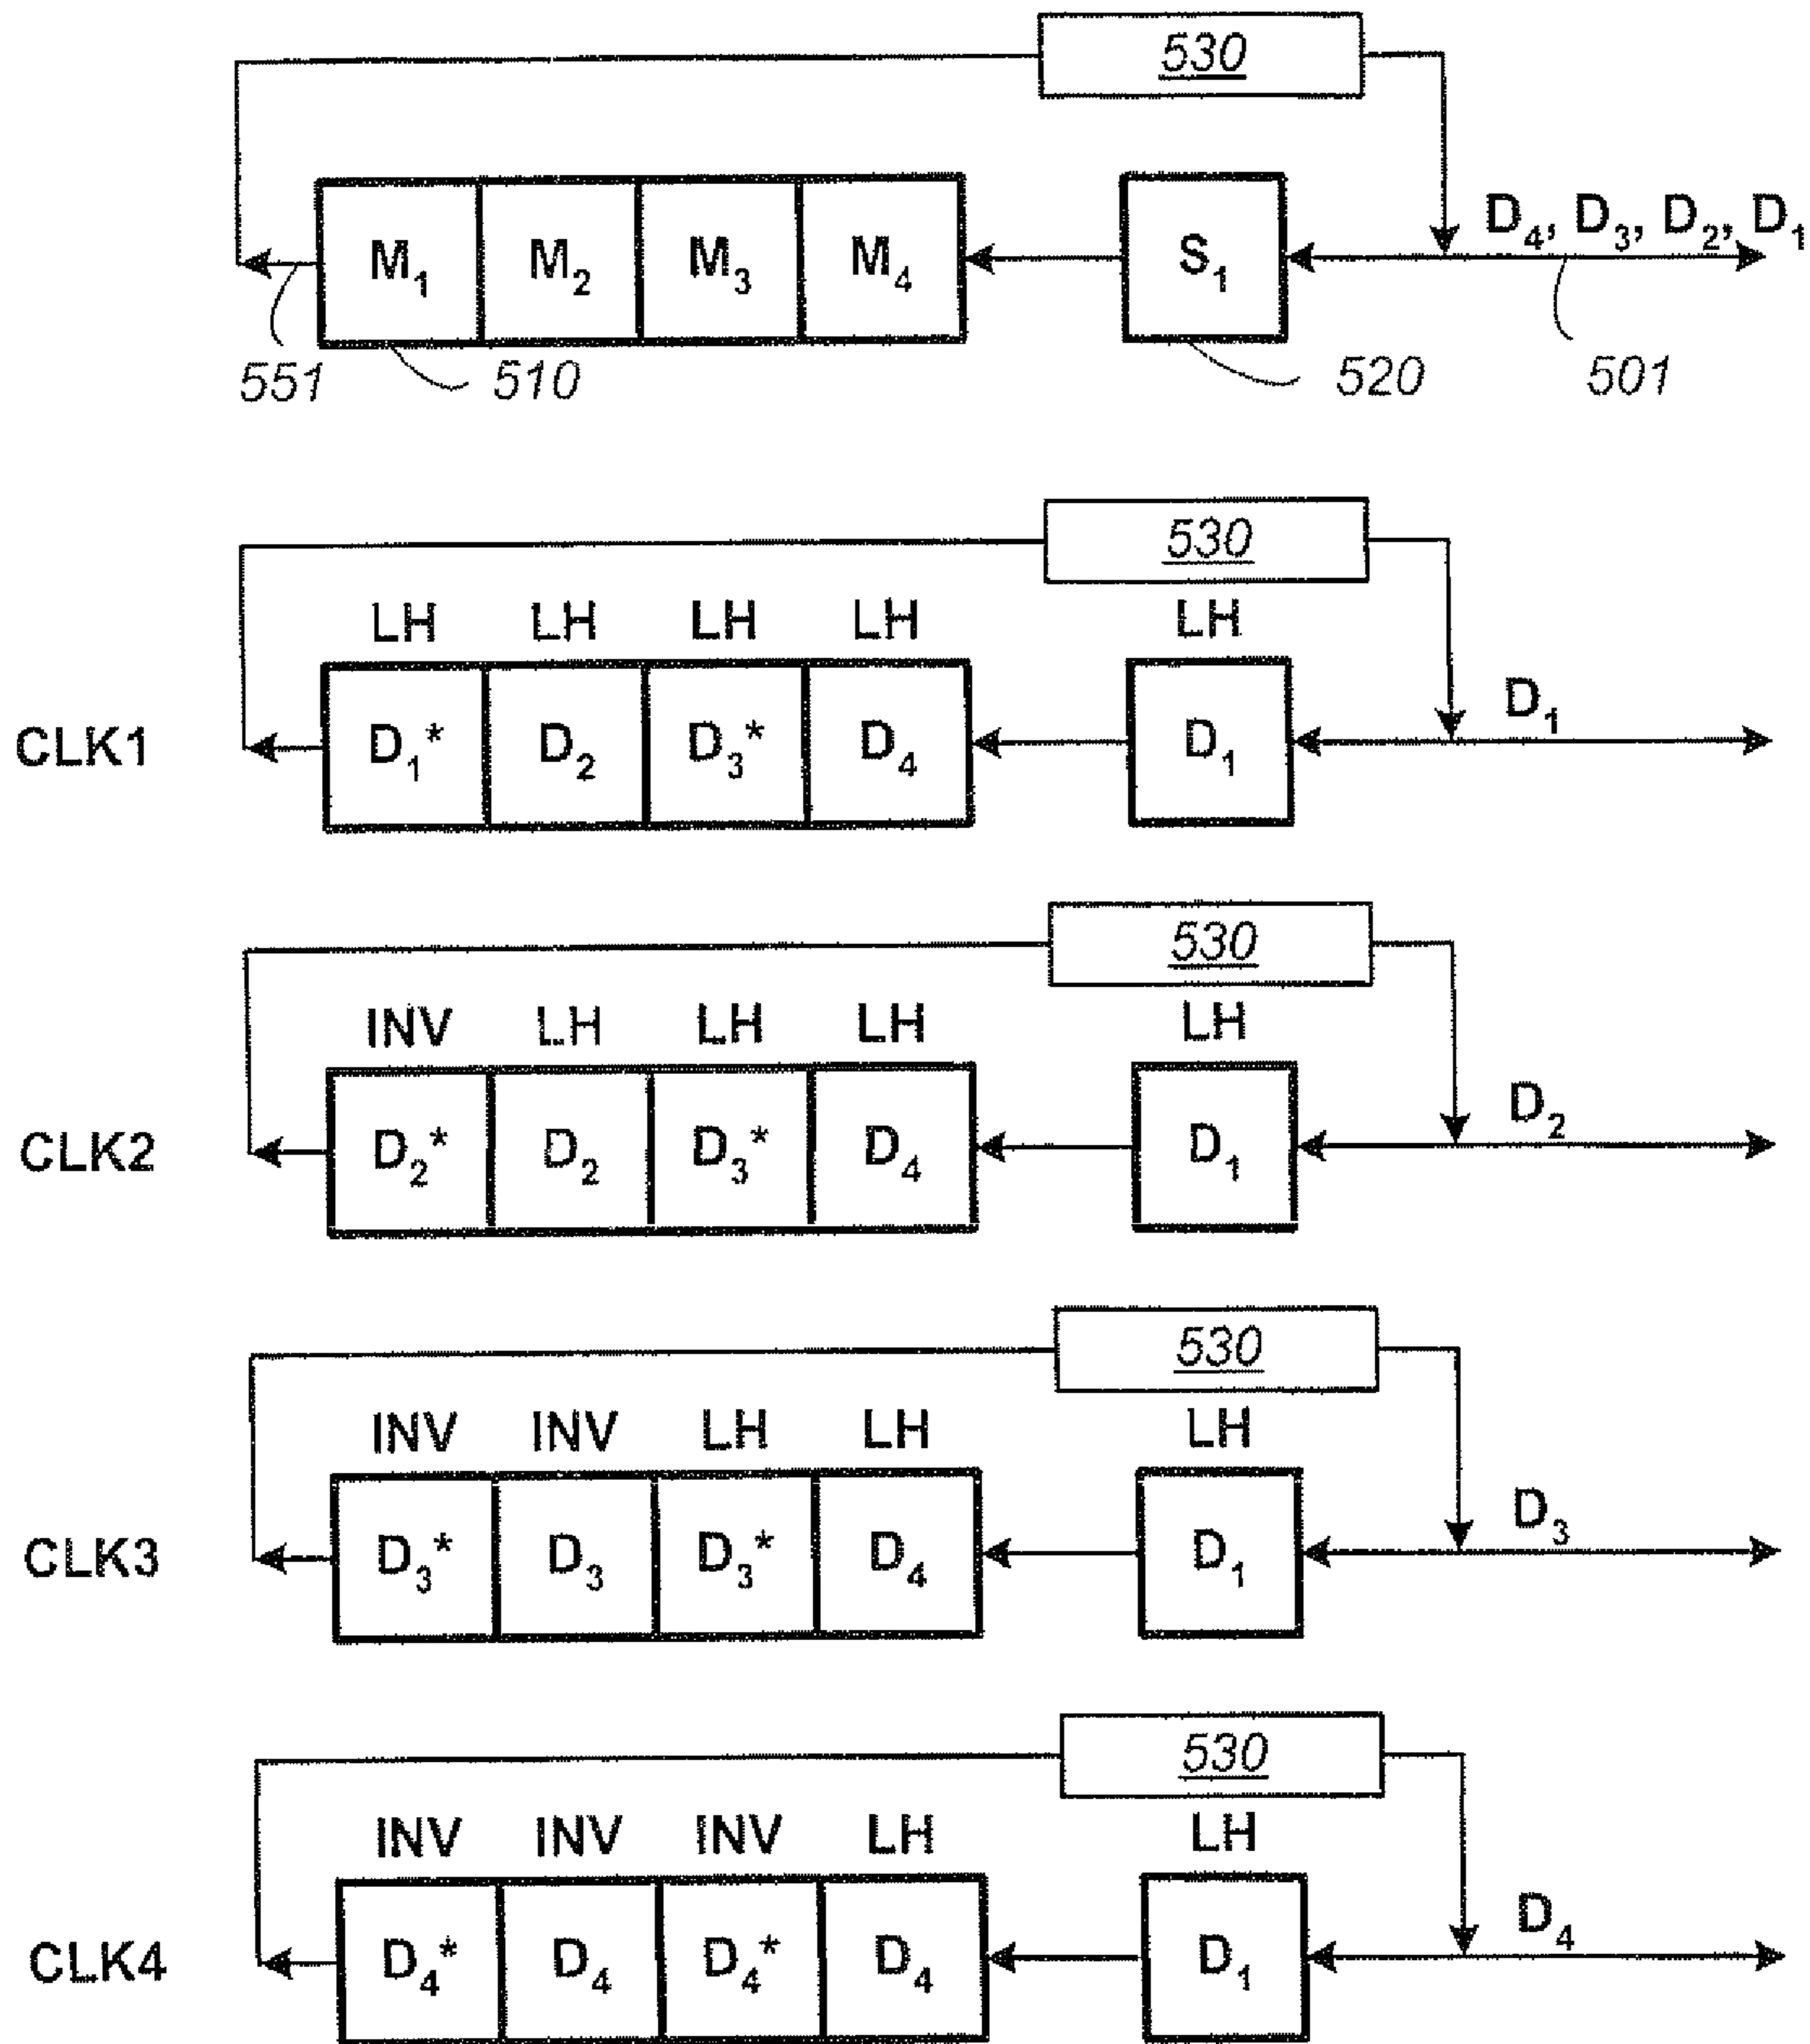 530
M₁ M₂ M₃ M₄ S₁ D₄, D₃, D₂, D₁
551 510 520 501
530
LH LH LH LH LH
CLK1 D₁* D₂ D₃* D₄ D₁ D₁
530
INV LH LH LH LH
CLK2 D₂* D₂ D₃* D₄ D₁ D₂
530
INV INV LH LH LH
CLK3 D₃* D₃ D₃* D₄ D₁ D₃
530
INV INV INV LH LH
CLK4 D₄* D₄ D₄* D₄ D₁ D₄